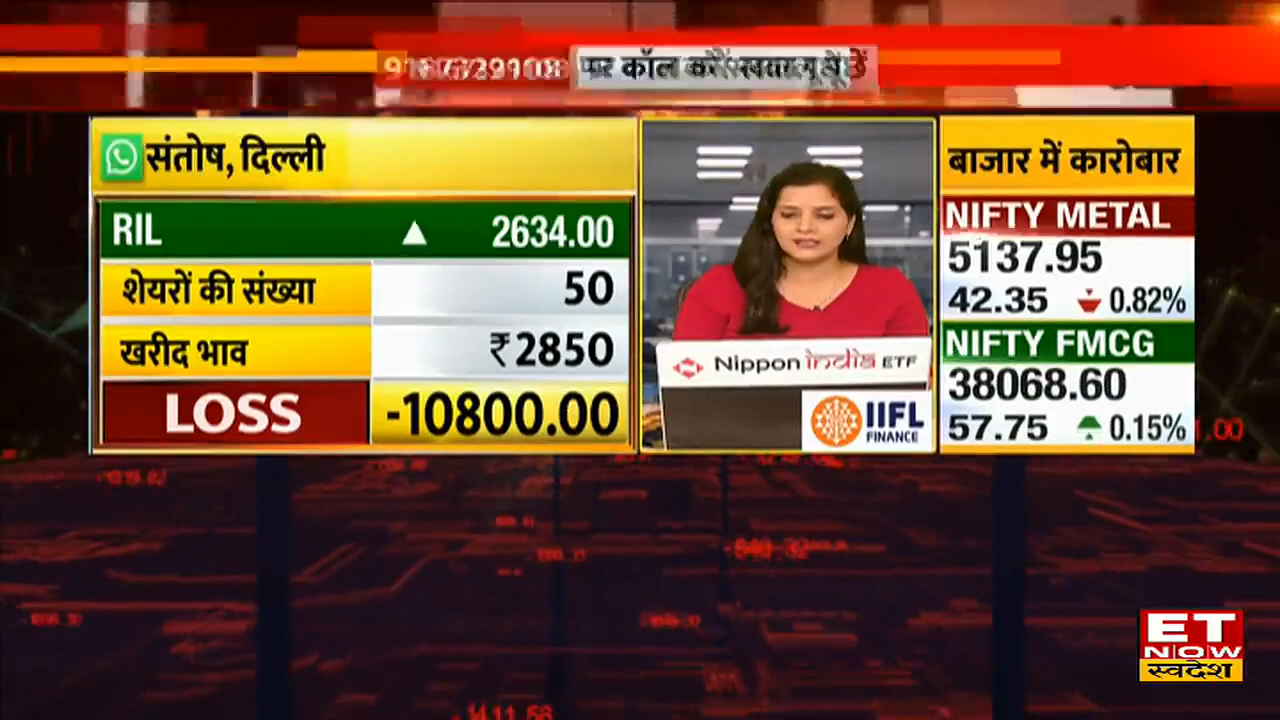 संतोष, दिल्ली
RIL ▲ 2634.00
शेयरों की संख्या 50
खरीद भाव ₹2850
LOSS -10800.00
Nippon india ETF
IIFL
FINANCE
बाजार में कारोबार
NIFTY METAL
5137.95
42.35 0.82%
NIFTY FMCG
38068.60
57.75 0.15%
ET
NOW
स्वदेश